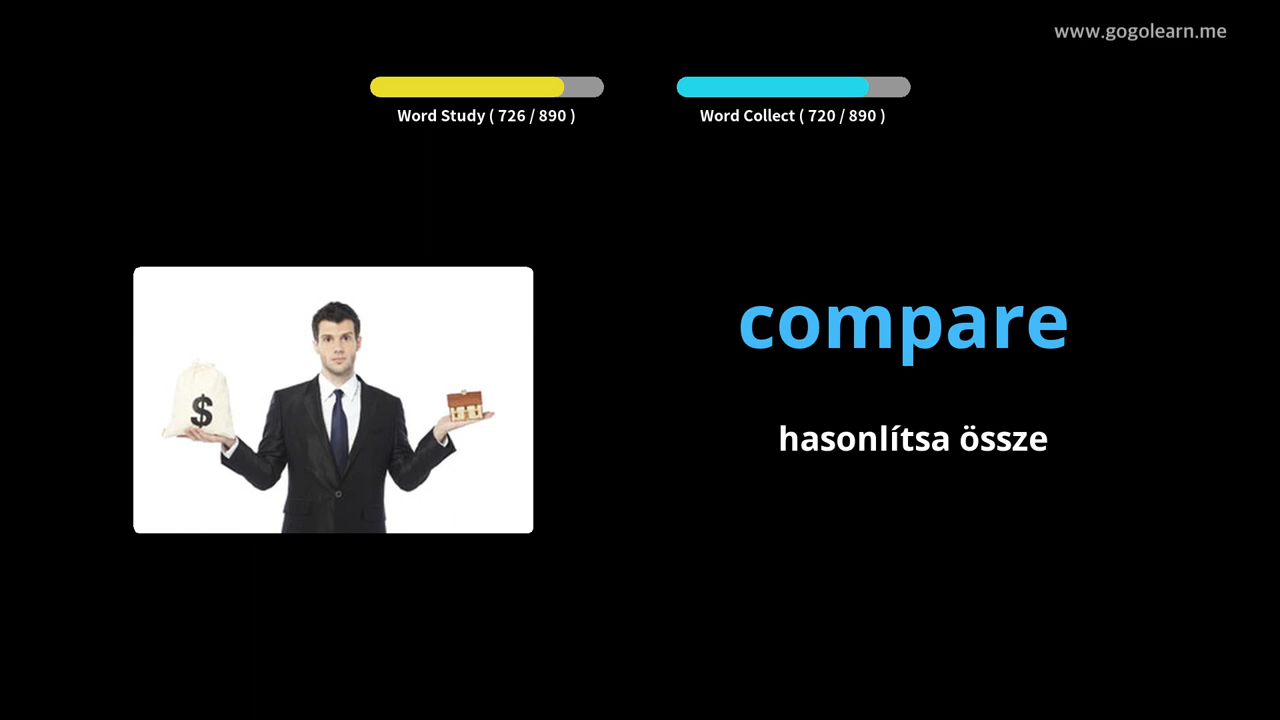 www.gogolearn.me
Word Study ( 726 / 890 )
Word Collect ( 720 / 890 )
compare
hasonlítsa össze
$